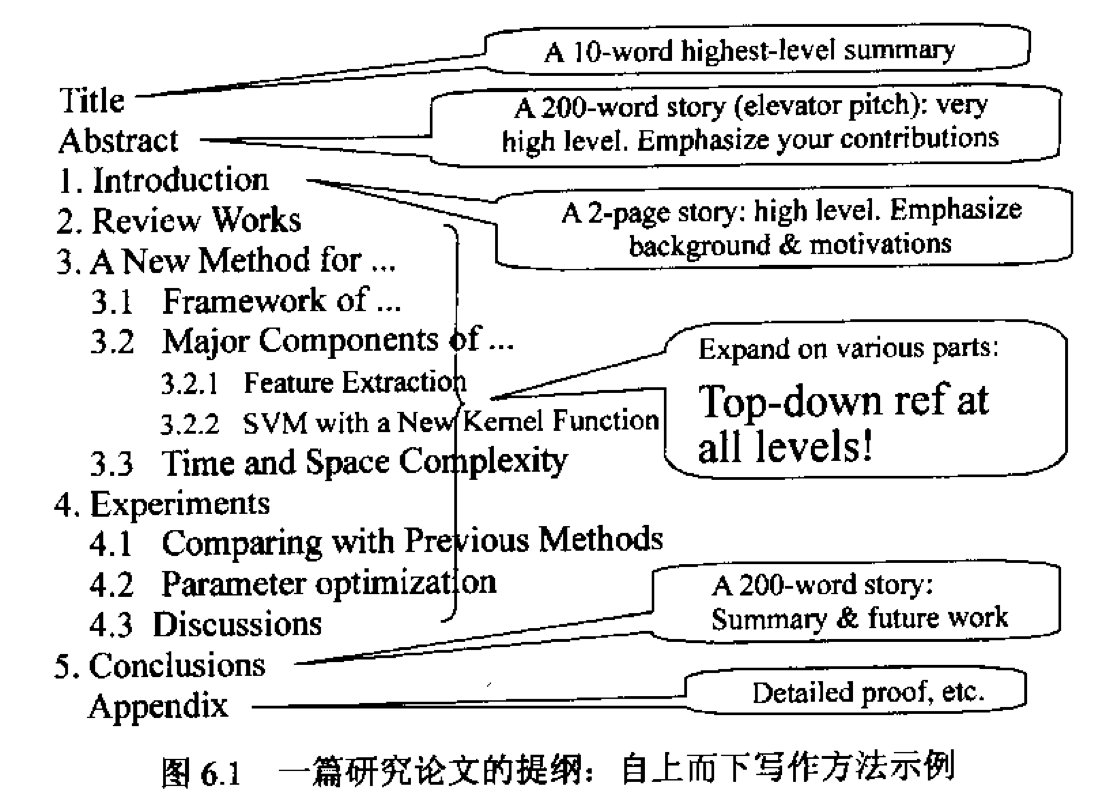 A 10-word highest-level summary
Title
A 200-word story (elevator pitch): very
high level. Emphasize your contributions
Abstract
1. Introduction
A 2-page story: high level. Emphasize
background & motivations
2. Review Works
3. A New Method for ...
3.1 Framework of ...
3.2 Major Components of ...
3.2.1 Feature Extraction
3.2.2 SVM with a New Kernel Function
Expand on various parts:
Top-down ref at
all levels!
3.3 Time and Space Complexity
4. Experiments
4.1 Comparing with Previous Methods
4.2 Parameter optimization
4.3 Discussions
A 200-word story:
Summary & future work
5. Conclusions
Appendix
Detailed proof, etc.
图 6.1 一篇研究论文的提纲：自上而下写作方法示例